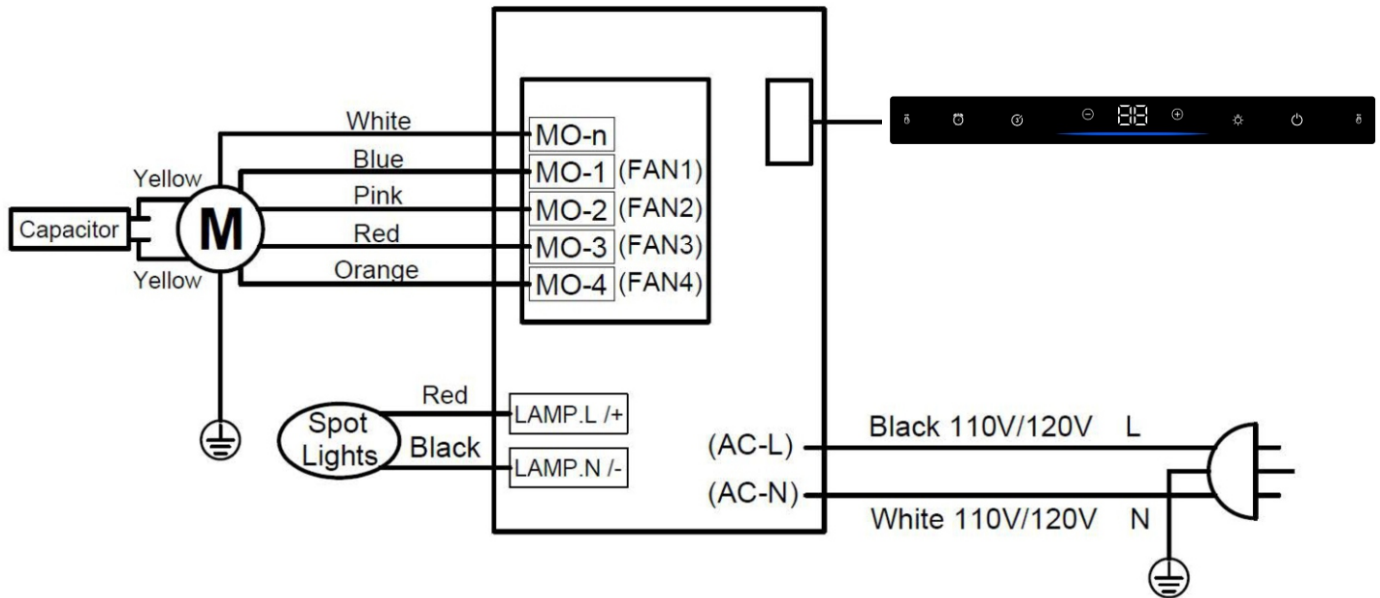 White
MO-n
Blue
MO-1 (FAN1)
Yellow
Pink
MO-2 (FAN2)
Capacitor
M
Red
MO-3 (FAN3)
Yellow
Orange
MO-4 (FAN4)
88
Red
LAMP.L /+
Spot
Lights
Black
LAMP.N /-
(AC-L)
Black 110V/120V L
(AC-N)
White 110V/120V N